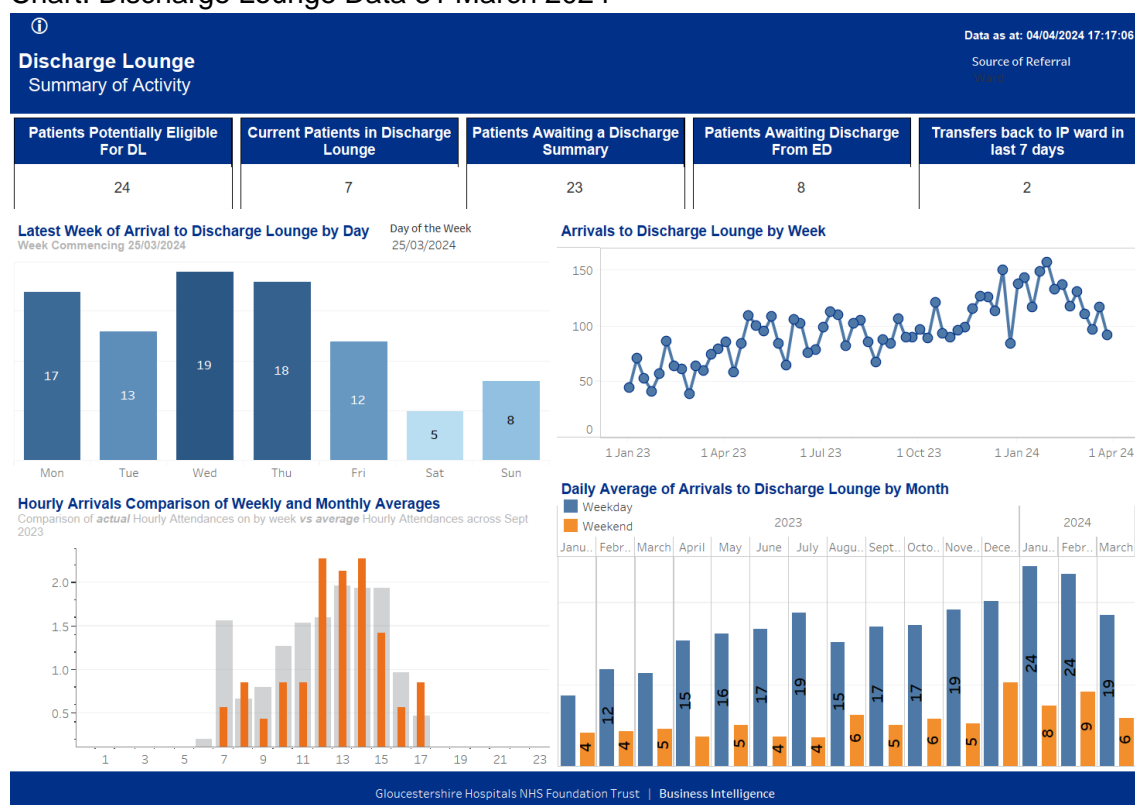 Chart: Discharge Lounge Data 31 March 2024
Data as at: 04/04/2024 17:17:06
Discharge Lounge
Summary of Activity
Source of Referral
Patients Potentially Eligible For DL
24
Current Patients in Discharge Lounge
7
Patients Awaiting a Discharge Summary
23
Patients Awaiting Discharge From ED
8
Transfers back to IP ward in last 7 days
2
Latest Week of Arrival to Discharge Lounge by Day
Week Commencing 25/03/2024
Day of the Week
25/03/2024
17
13
19
18
12
5
8
Mon Tue Wed Thu Fri Sat Sun
Arrivals to Discharge Lounge by Week
150
100
50
0
1 Jan 23 1 Apr 23 1 Jul 23 1 Oct 23 1 Jan 24 1 Apr 24
Hourly Arrivals Comparison of Weekly and Monthly Averages
Comparison of actual Hourly Attendances on by week vs average Hourly Attendances across Sept
2023
2.0
1.5
1.0
0.5
1 3 5 7 9 11 13 15 17 19 21 23
Daily Average of Arrivals to Discharge Lounge by Month
Weekday
Weekend
2023 2024
Janu.. Febr.. March April May June July Augu.. Sept.. Octo.. Nove.. Dece.. Janu.. Febr.. March
4 12 4 5 15 16 5 17 4 19 4 15 6 17 5 17 6 19 5 24 8 24 9 19 6
Gloucestershire Hospitals NHS Foundation Trust | Business Intelligence